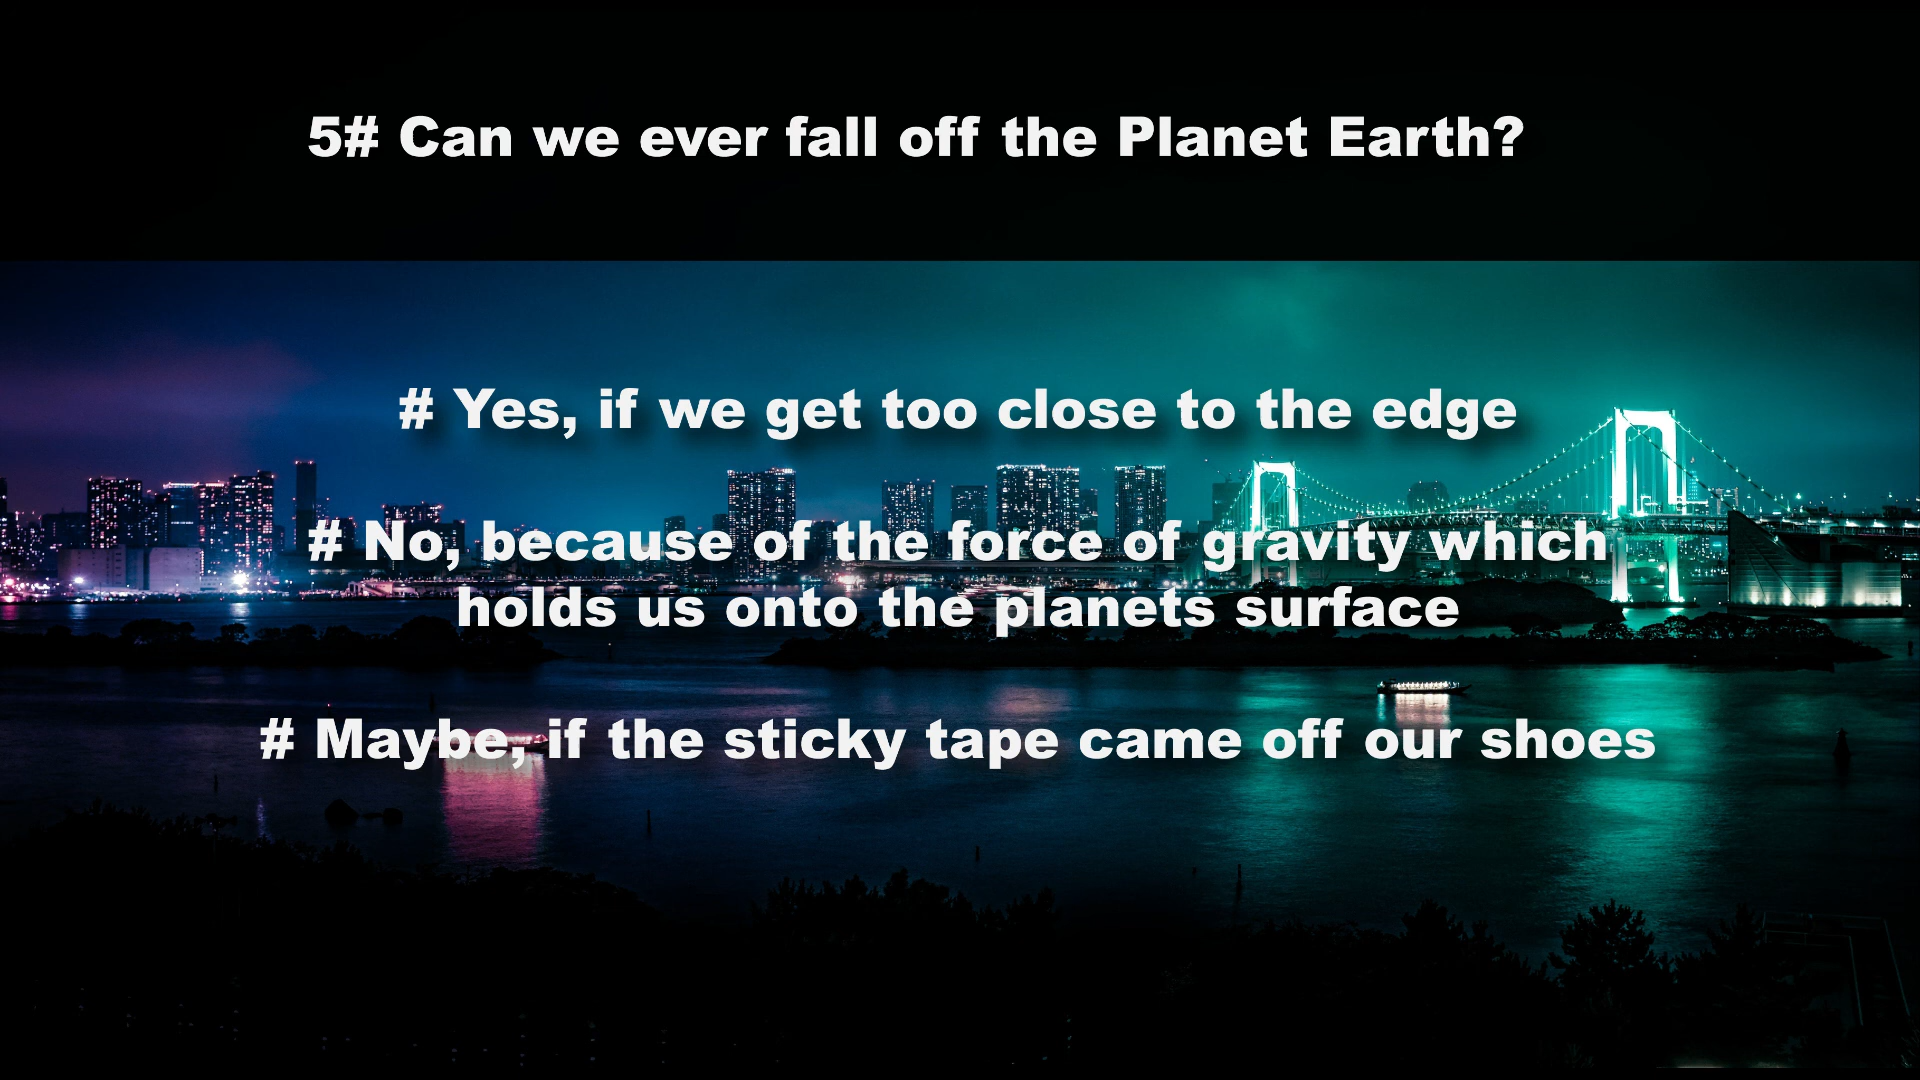 5# Can we ever fall off the Planet Earth?
# Yes, if we get too close to the edge
# No, because of the force of gravity which
holds us onto the planets surface
# Maybe, if the sticky tape came off our shoes